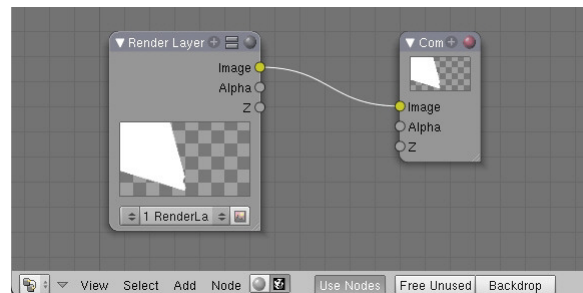 Render Layer
Image
Alpha
Z
1 RenderLa
Com
Image
Alpha
Z
View Select Add Node Use Nodes Free Unused Backdrop